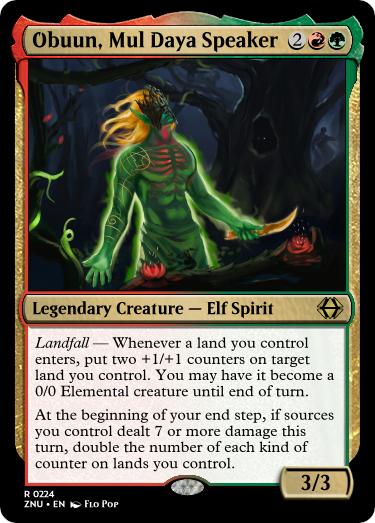 Obuun, Mul Daya Speaker 2
Legendary Creature — Elf Spirit
Landfall — Whenever a land you control
enters, put two +1/+1 counters on target
land you control. You may have it become a
0/0 Elemental creature until end of turn.
At the beginning of your end step, if sources
you control dealt 7 or more damage this
turn, double the number of each kind of
counter on lands you control.
3/3
R 0224
ZNU • EN Flo Pop